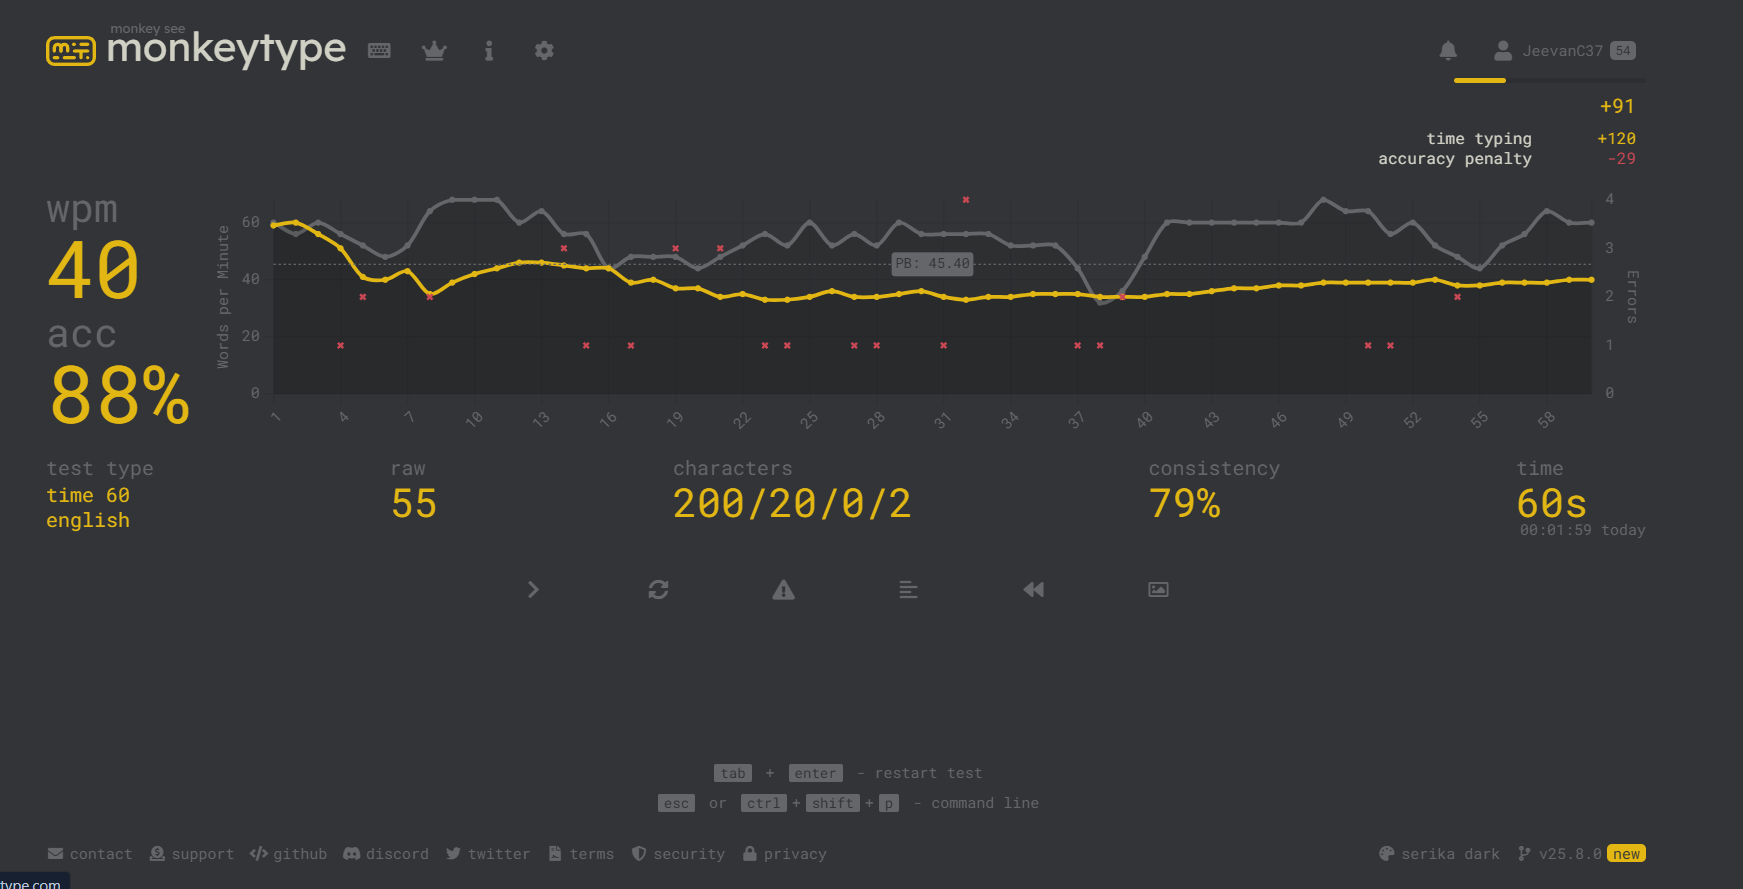 monkey see
monkeytype
JeevanC37 54
+91
time typing +120
accuracy penalty -29
wpm
40
acc
88%
Words per Minute
60
40
20
0
PB: 45.40
4
3
2
1
0
Errors
1 4 7 10 13 16 19 22 25 28 31 34 37 40 43 46 49 52 55 58
test type
time 60
english
raw
55
characters
200/20/0/2
consistency
79%
time
60s
00:01:59 today
tab + enter - restart test
esc or ctrl + shift + p - command line
contact support github discord twitter terms security privacy
serika dark v25.8.0 new
type.com